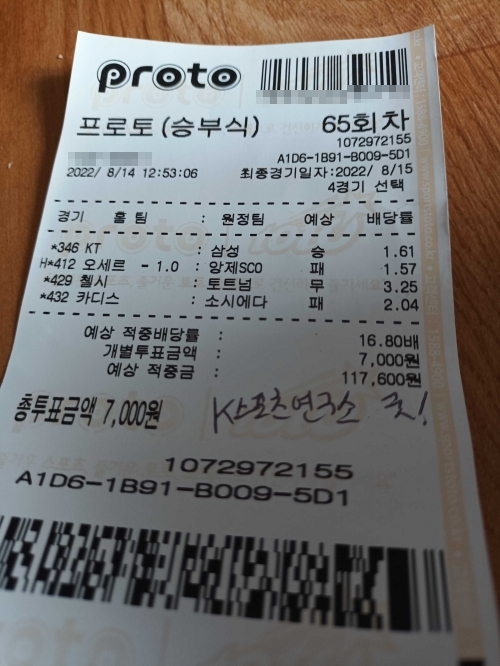 proto
프로토(승부식) 65회차
1072972155
A1D6-1B91-B009-5D1
2022/ 8/14 12:53:06 최종경기일자:2022/ 8/15
4경기 선택
경기 홈팀 : 원정팀 예상 배당률
*346 KT : 삼성 승 1.61
H*412 오세르 - 1.0 : 앙제SCO 패 1.57
*429 첼시 : 토트넘 무 3.25
*432 카디스 : 소시에다 패 2.04
예상 적중배당률 : 16.80배
개별투표금액 : 7,000원
예상 적중금 : 117,600원
총투표금액 7,000원 K스포츠연구소 굿!
1072972155
A1D6-1B91-B009-5D1